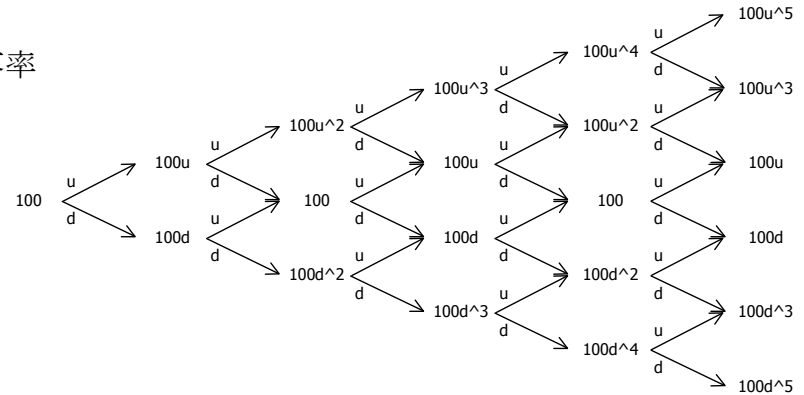 100u^5
u
100u^4
率 u d
100u^3 100u^3
u d u
100u^2 100u^2
u d u d
100u 100u 100u
u d u d u
100 100 100
d u d u d
100d 100d 100d
d u d u
100d^2 100d^2
d u d
100d^3 100d^3
d u
100d^4
d
100d^5